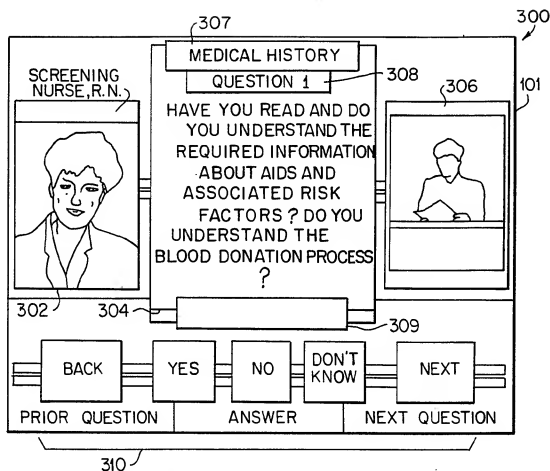 307
300
MEDICAL HISTORY
QUESTION 1
308
SCREENING
NURSE, R.N.
306
101
HAVE YOU READ AND DO
YOU UNDERSTAND THE
REQUIRED INFORMATION
ABOUT AIDS AND
ASSOCIATED RISK
FACTORS? DO YOU
UNDERSTAND THE
BLOOD DONATION PROCESS
?
302
304
309
BACK
YES
NO
DON'T
KNOW
NEXT
PRIOR QUESTION
ANSWER
NEXT QUESTION
310